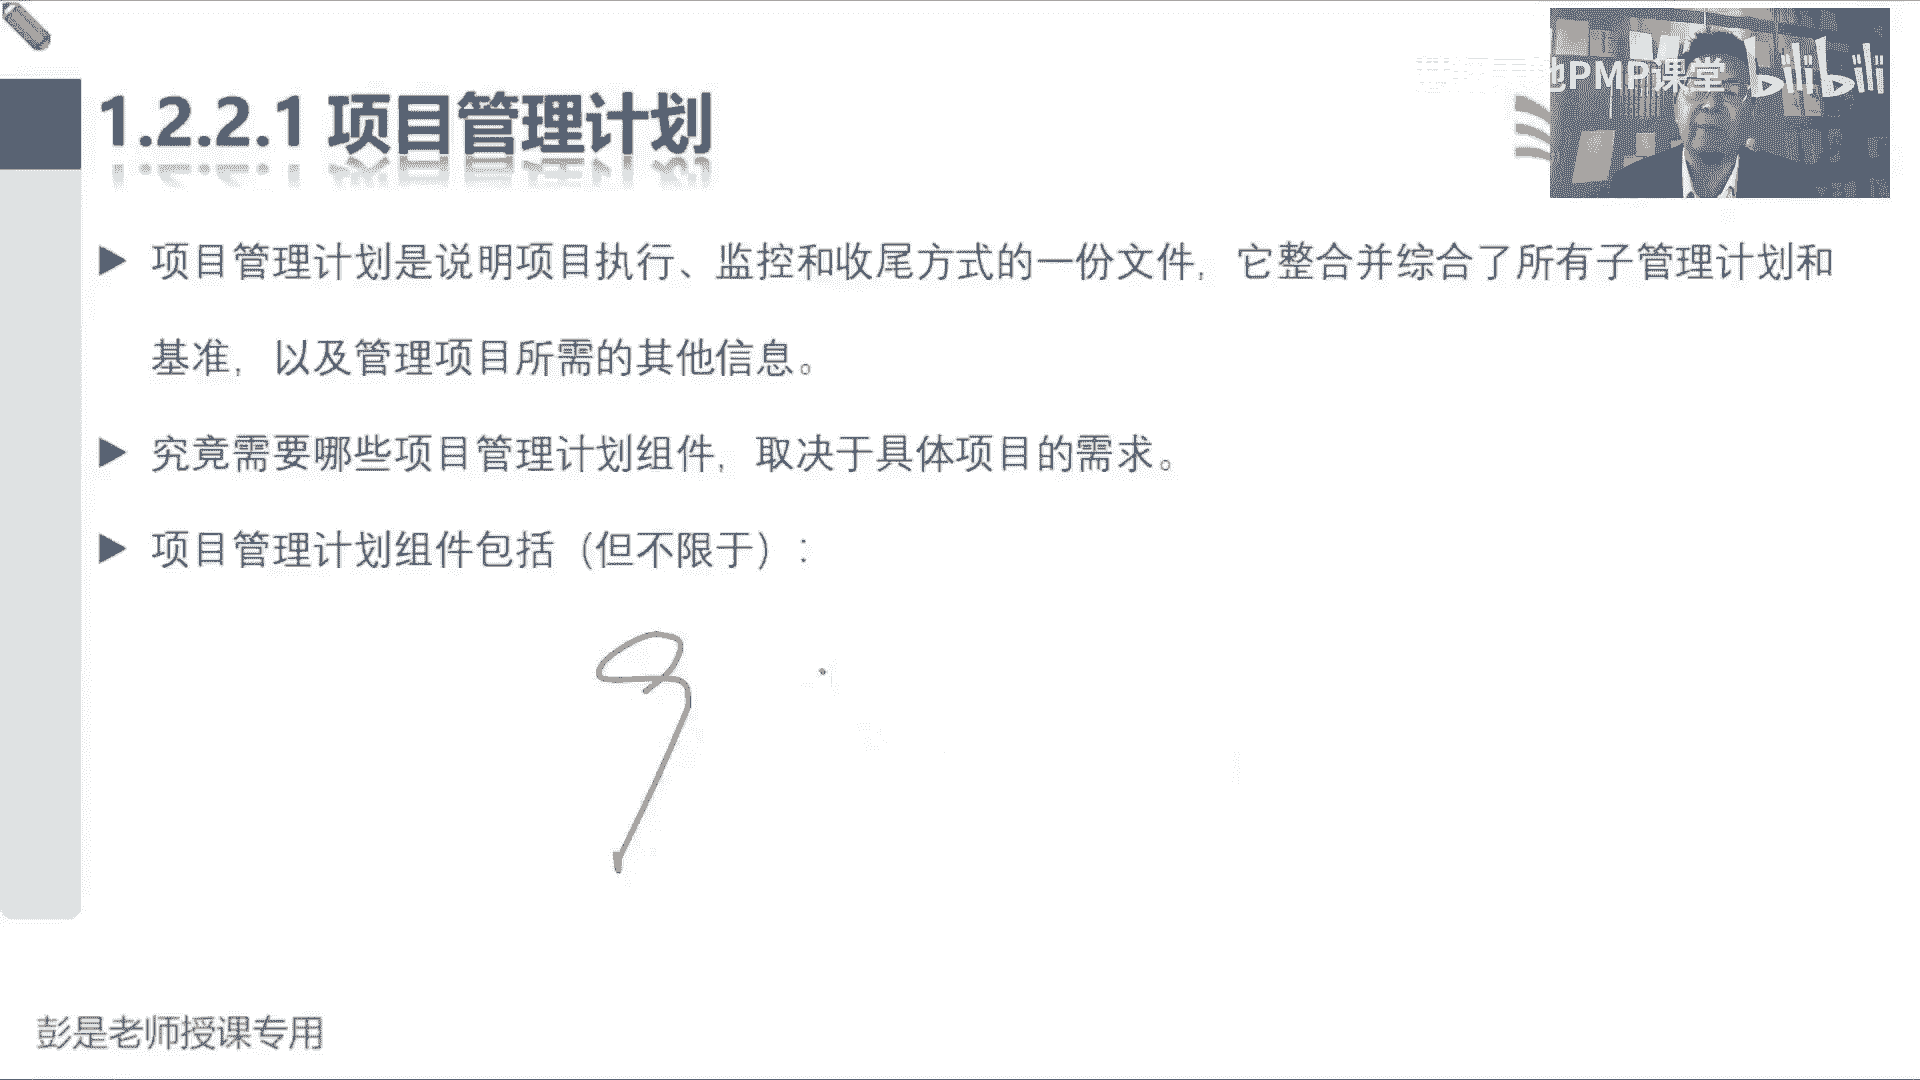 地PMP课堂 bilibili
1.2.2.1 项目管理计划
项目管理计划是说明项目执行、监控和收尾方式的一份文件，它整合并综合了所有子管理计划和
基准，以及管理项目所需的其他信息。
究竟需要哪些项目管理计划组件，取决于具体项目的需求。
项目管理计划组件包括（但不限于）：
9
彭是老师授课专用